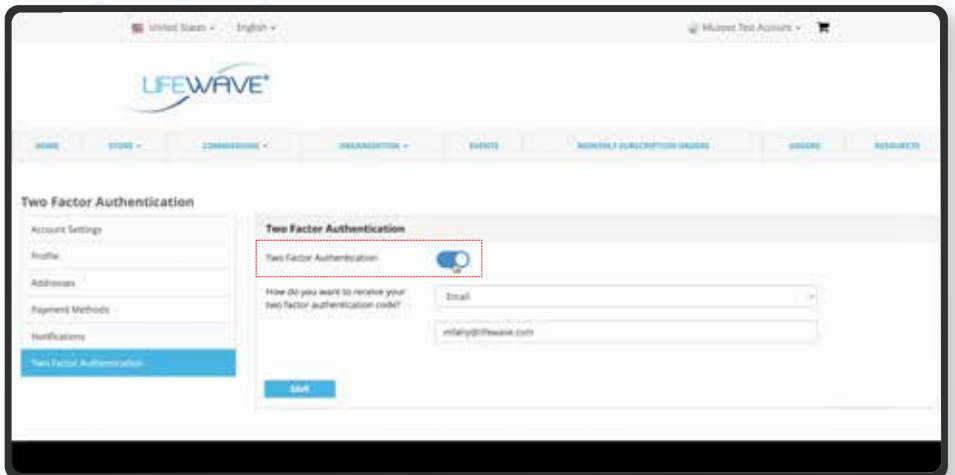 United States
English
Test Account
LIFEWAVE
HOME
STORE
COMMISSIONS
ORGANIZATION
EVENTS
MONTHLY SUBSCRIPTION ORDERS
ORDERS
RESOURCES
Two Factor Authentication
Account Settings
Profile
Addresses
Payment Methods
Notifications
Two Factor Authentication
Two Factor Authentication
Two Factor Authentication
How do you want to receive your
two factor authentication code?
Email
SAVE